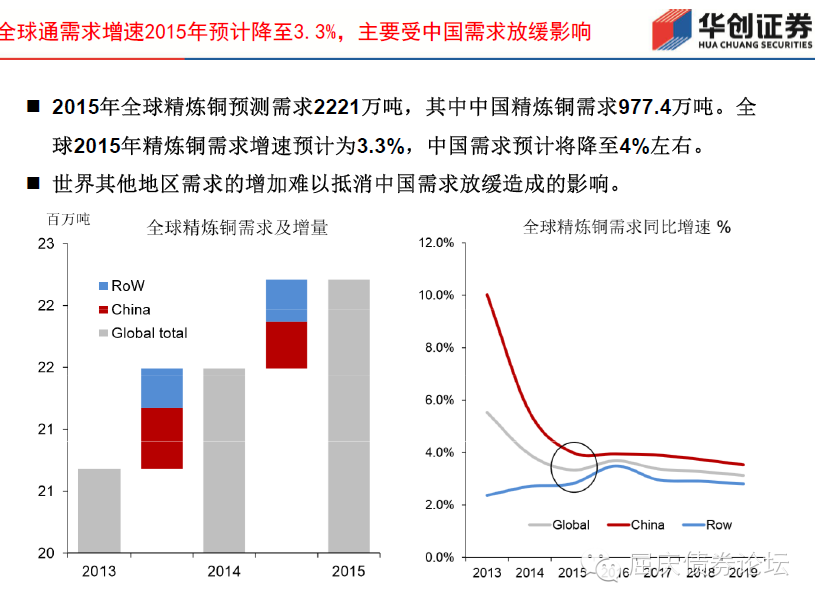 全球通需求增速2015年预计降至3.3%，主要受中国需求放缓影响
华创证券
HUA CHUANG SECURITIES
■ 2015年全球精炼铜预测需求2221万吨，其中中国精炼铜需求977.4万吨。全
球2015年精炼铜需求增速预计为3.3%，中国需求预计将降至4%左右。
■ 世界其他地区需求的增加难以抵消中国需求放缓造成的影响。
百万吨
全球精炼铜需求及增量
23
22
22
21
21
20
RoW
China
Global total
2013
2014
2015
全球精炼铜需求同比增速 %
12.0%
10.0%
8.0%
6.0%
4.0%
2.0%
0.0%
Global
China
Row
2013
2014
2015
2016
2017
2018
2019
屈庆债券论坛